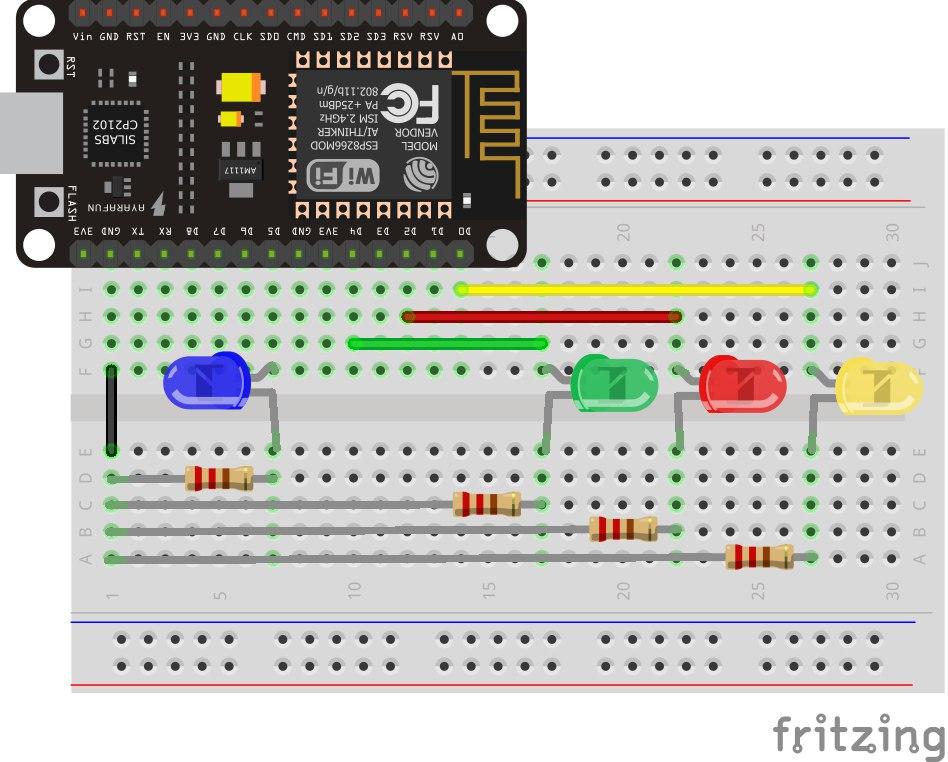 Vin GND RST EN 3V3 GND CLK SD0 CMD SD1 SD2 SD3 RSV RSV A0
RST
SILABS
CP2102
AM1117
MODEL
VENDOR
ESP8266MOD
AI/THINKER
ISM 2.4GHz
PA +25dBm
802.11b/g/n
FC
Wi Fi
FLASH
AYARAFUN
3V3 GND TX RX D8 D7 D6 D5 GND 3V3 D4 D3 D2 D1 D0
20 25 30
J
I I
H H
G G
F F
E E
D D
C C
B B
A A
1 5 10 15 20 25 30
fritzing